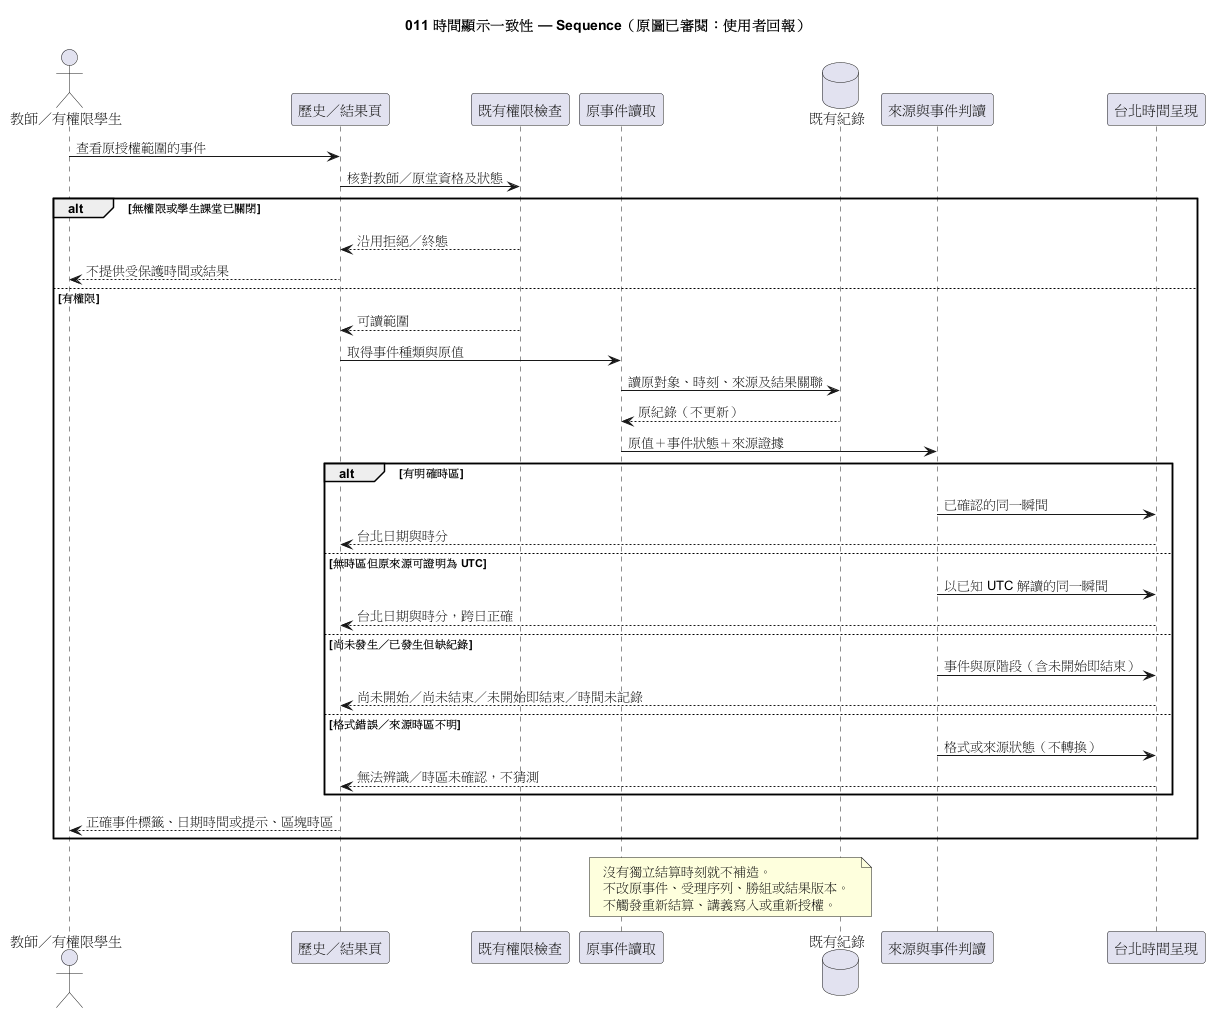 011 時間顯示一致性 — Sequence（原圖已審閱：使用者回報）
教師／有權限學生
歷史／結果頁
既有權限檢查
原事件讀取
既有紀錄
來源與事件判讀
台北時間呈現
查看原授權範圍的事件
核對教師／原堂資格及狀態
alt
[無權限或學生課堂已關閉]
沿用拒絕／終態
不提供受保護時間或結果
[有權限]
可讀範圍
取得事件種類與原值
讀原對象、時刻、來源及結果關聯
原紀錄（不更新）
原值＋事件狀態＋來源證據
alt
[有明確時區]
已確認的同一瞬間
台北日期與時分
[無時區但原來源可證明為 UTC]
以已知 UTC 解讀的同一瞬間
台北日期與時分，跨日正確
[尚未發生／已發生但缺紀錄]
事件與原階段（含未開始即結束）
尚未開始／尚未結束／未開始即結束／時間未記錄
[格式錯誤／來源時區不明]
格式或來源狀態（不轉換）
無法辨識／時區未確認，不猜測
正確事件標籤、日期時間或提示、區塊時區
沒有獨立結算時刻就不補造。
不改原事件、受理序列、勝組或結果版本。
不觸發重新結算、講義寫入或重新授權。
教師／有權限學生
歷史／結果頁
既有權限檢查
原事件讀取
既有紀錄
來源與事件判讀
台北時間呈現